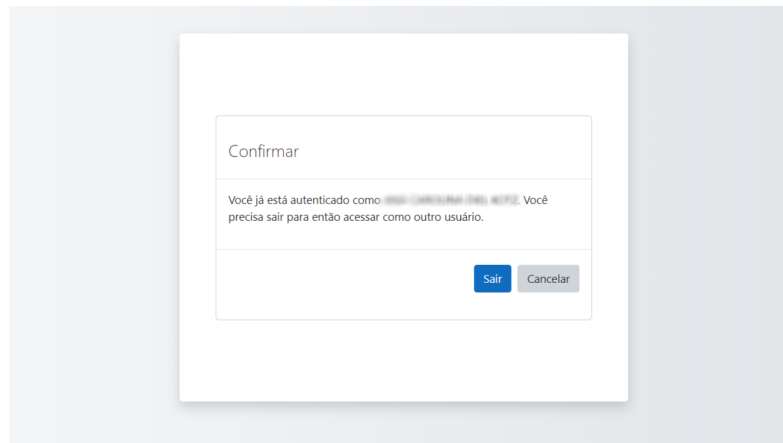 Confirmar
Você já está autenticado como . Você
precisa sair para então acessar como outro usuário.
Sair Cancelar